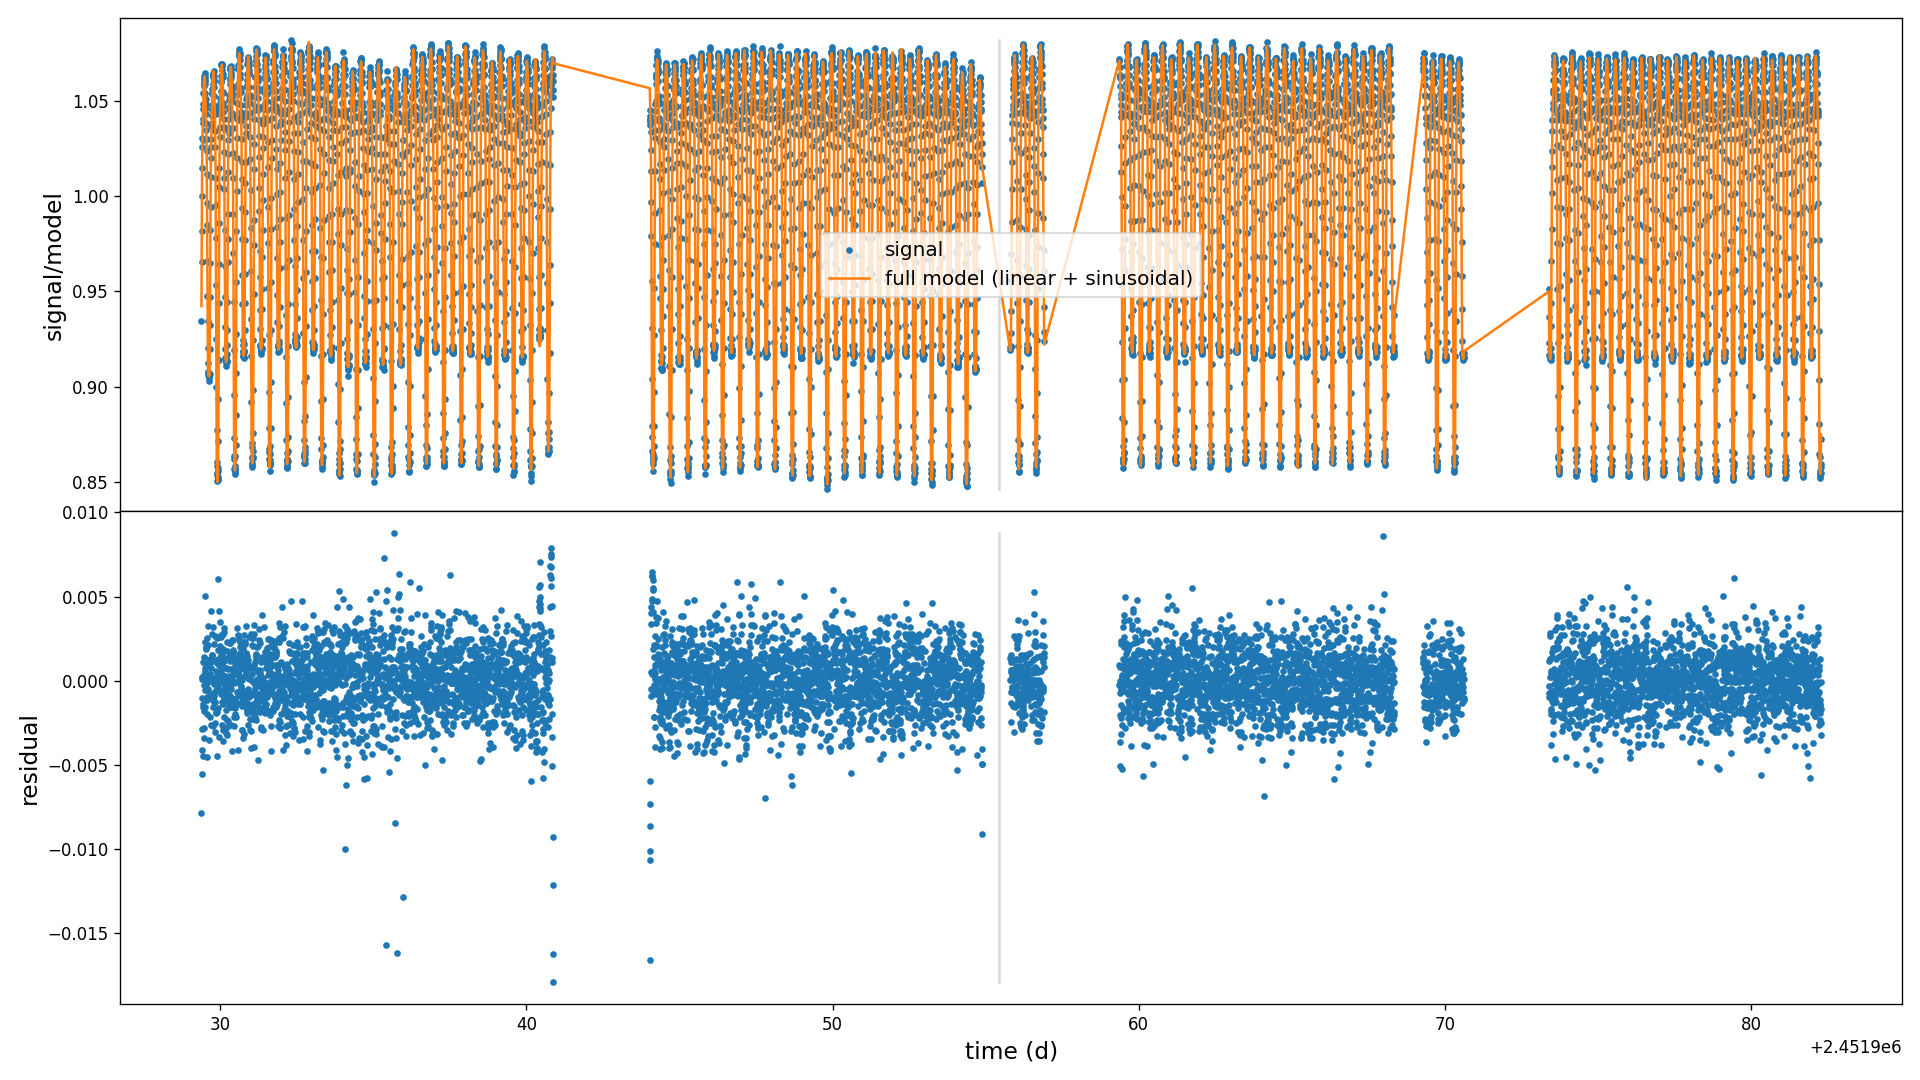 1.05
1.00
0.95
0.90
0.85
signal/model
signal
full model (linear + sinusoidal)
0.010
0.005
0.000
−0.005
−0.010
−0.015
residual
30 40 50 60 70 80
time (d)
+2.4519e6